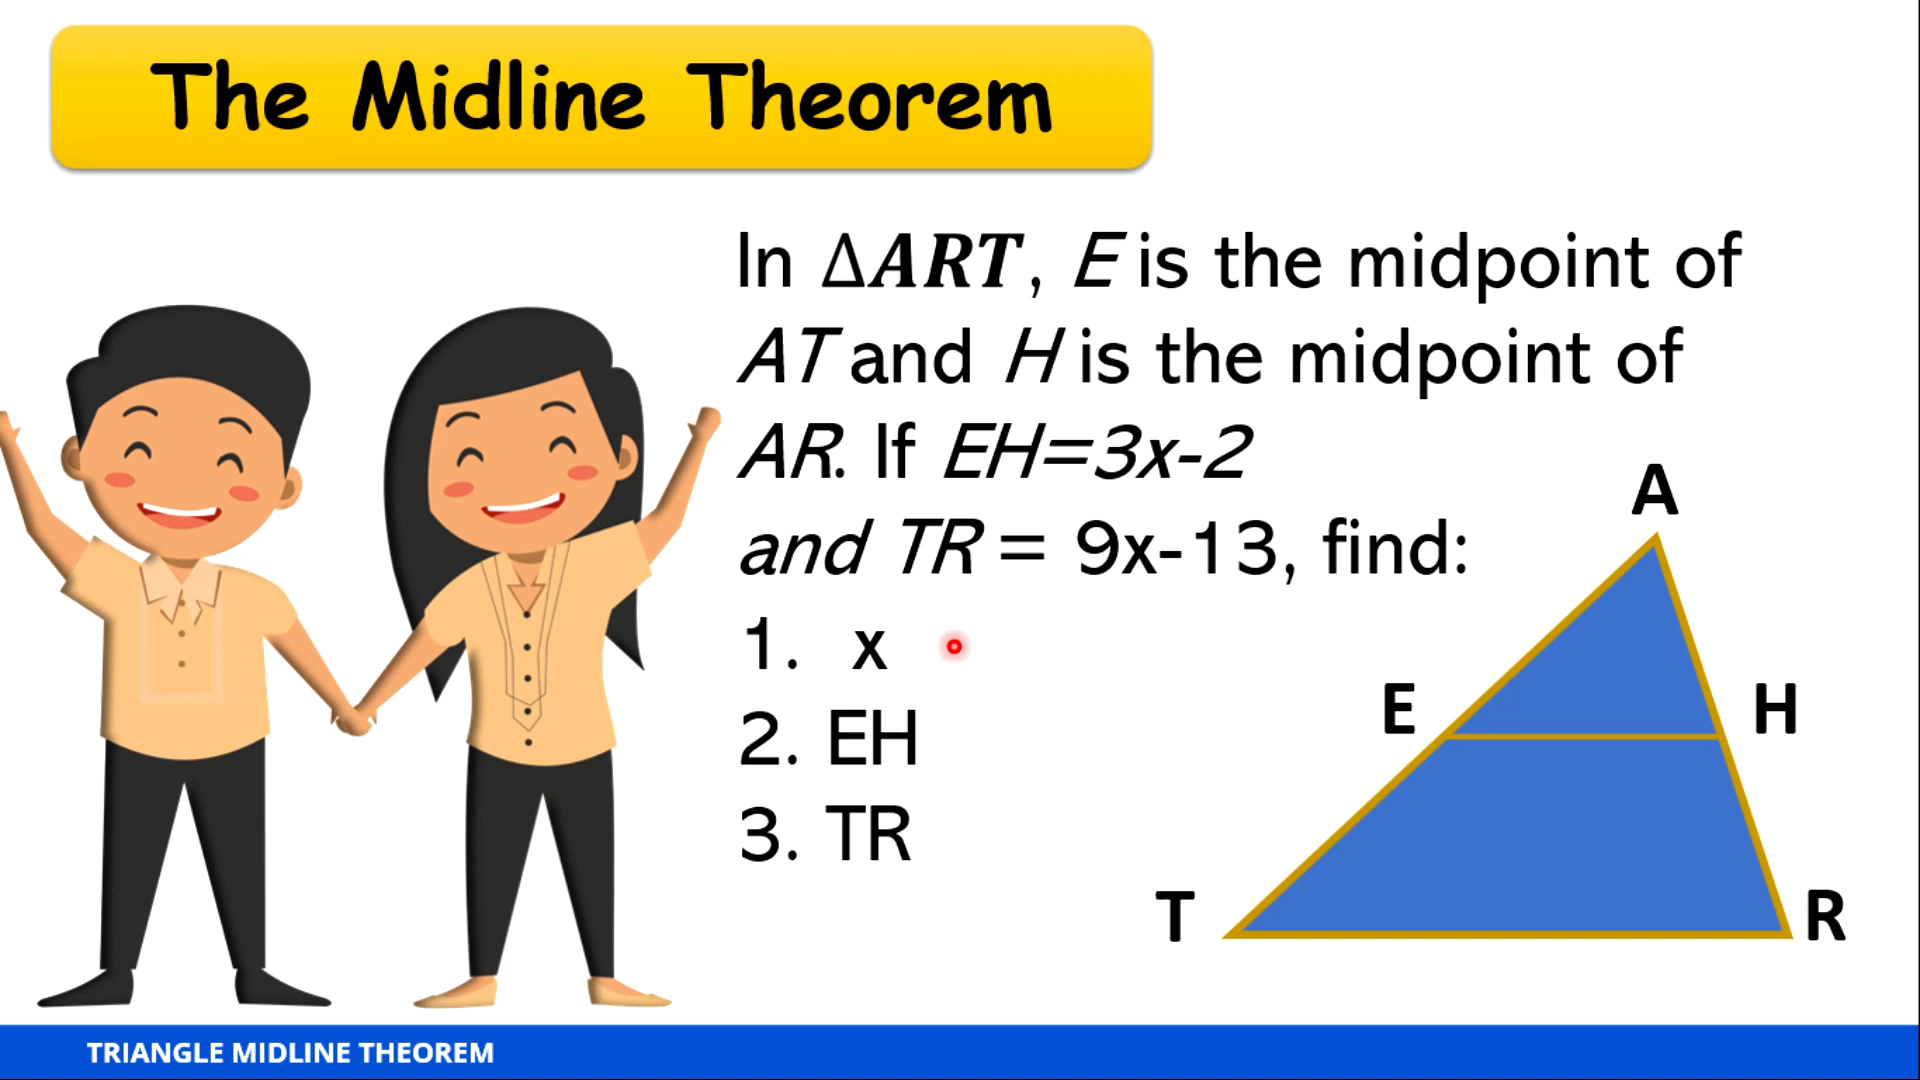 The Midline Theorem
In ΔART, E is the midpoint of
AT and H is the midpoint of
AR. If EH=3x-2
and TR = 9x-13, find:
1. x
2. EH
3. TR
A
E
H
T
R
TRIANGLE MIDLINE THEOREM